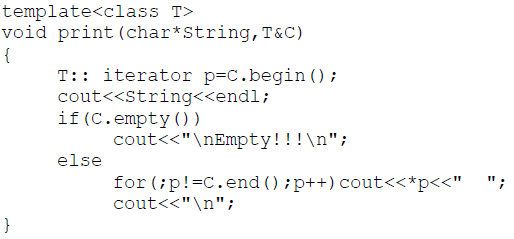 template<class T>
void print(char*String,T&C)
{
     T:: iterator p=C.begin();
     cout<<String<<endl;
     if(C.empty())
          cout<<"\nEmpty!!!\n";
     else
          for(;p!=C.end();p++)cout<<*p<<"  ";
          cout<<"\n";
}